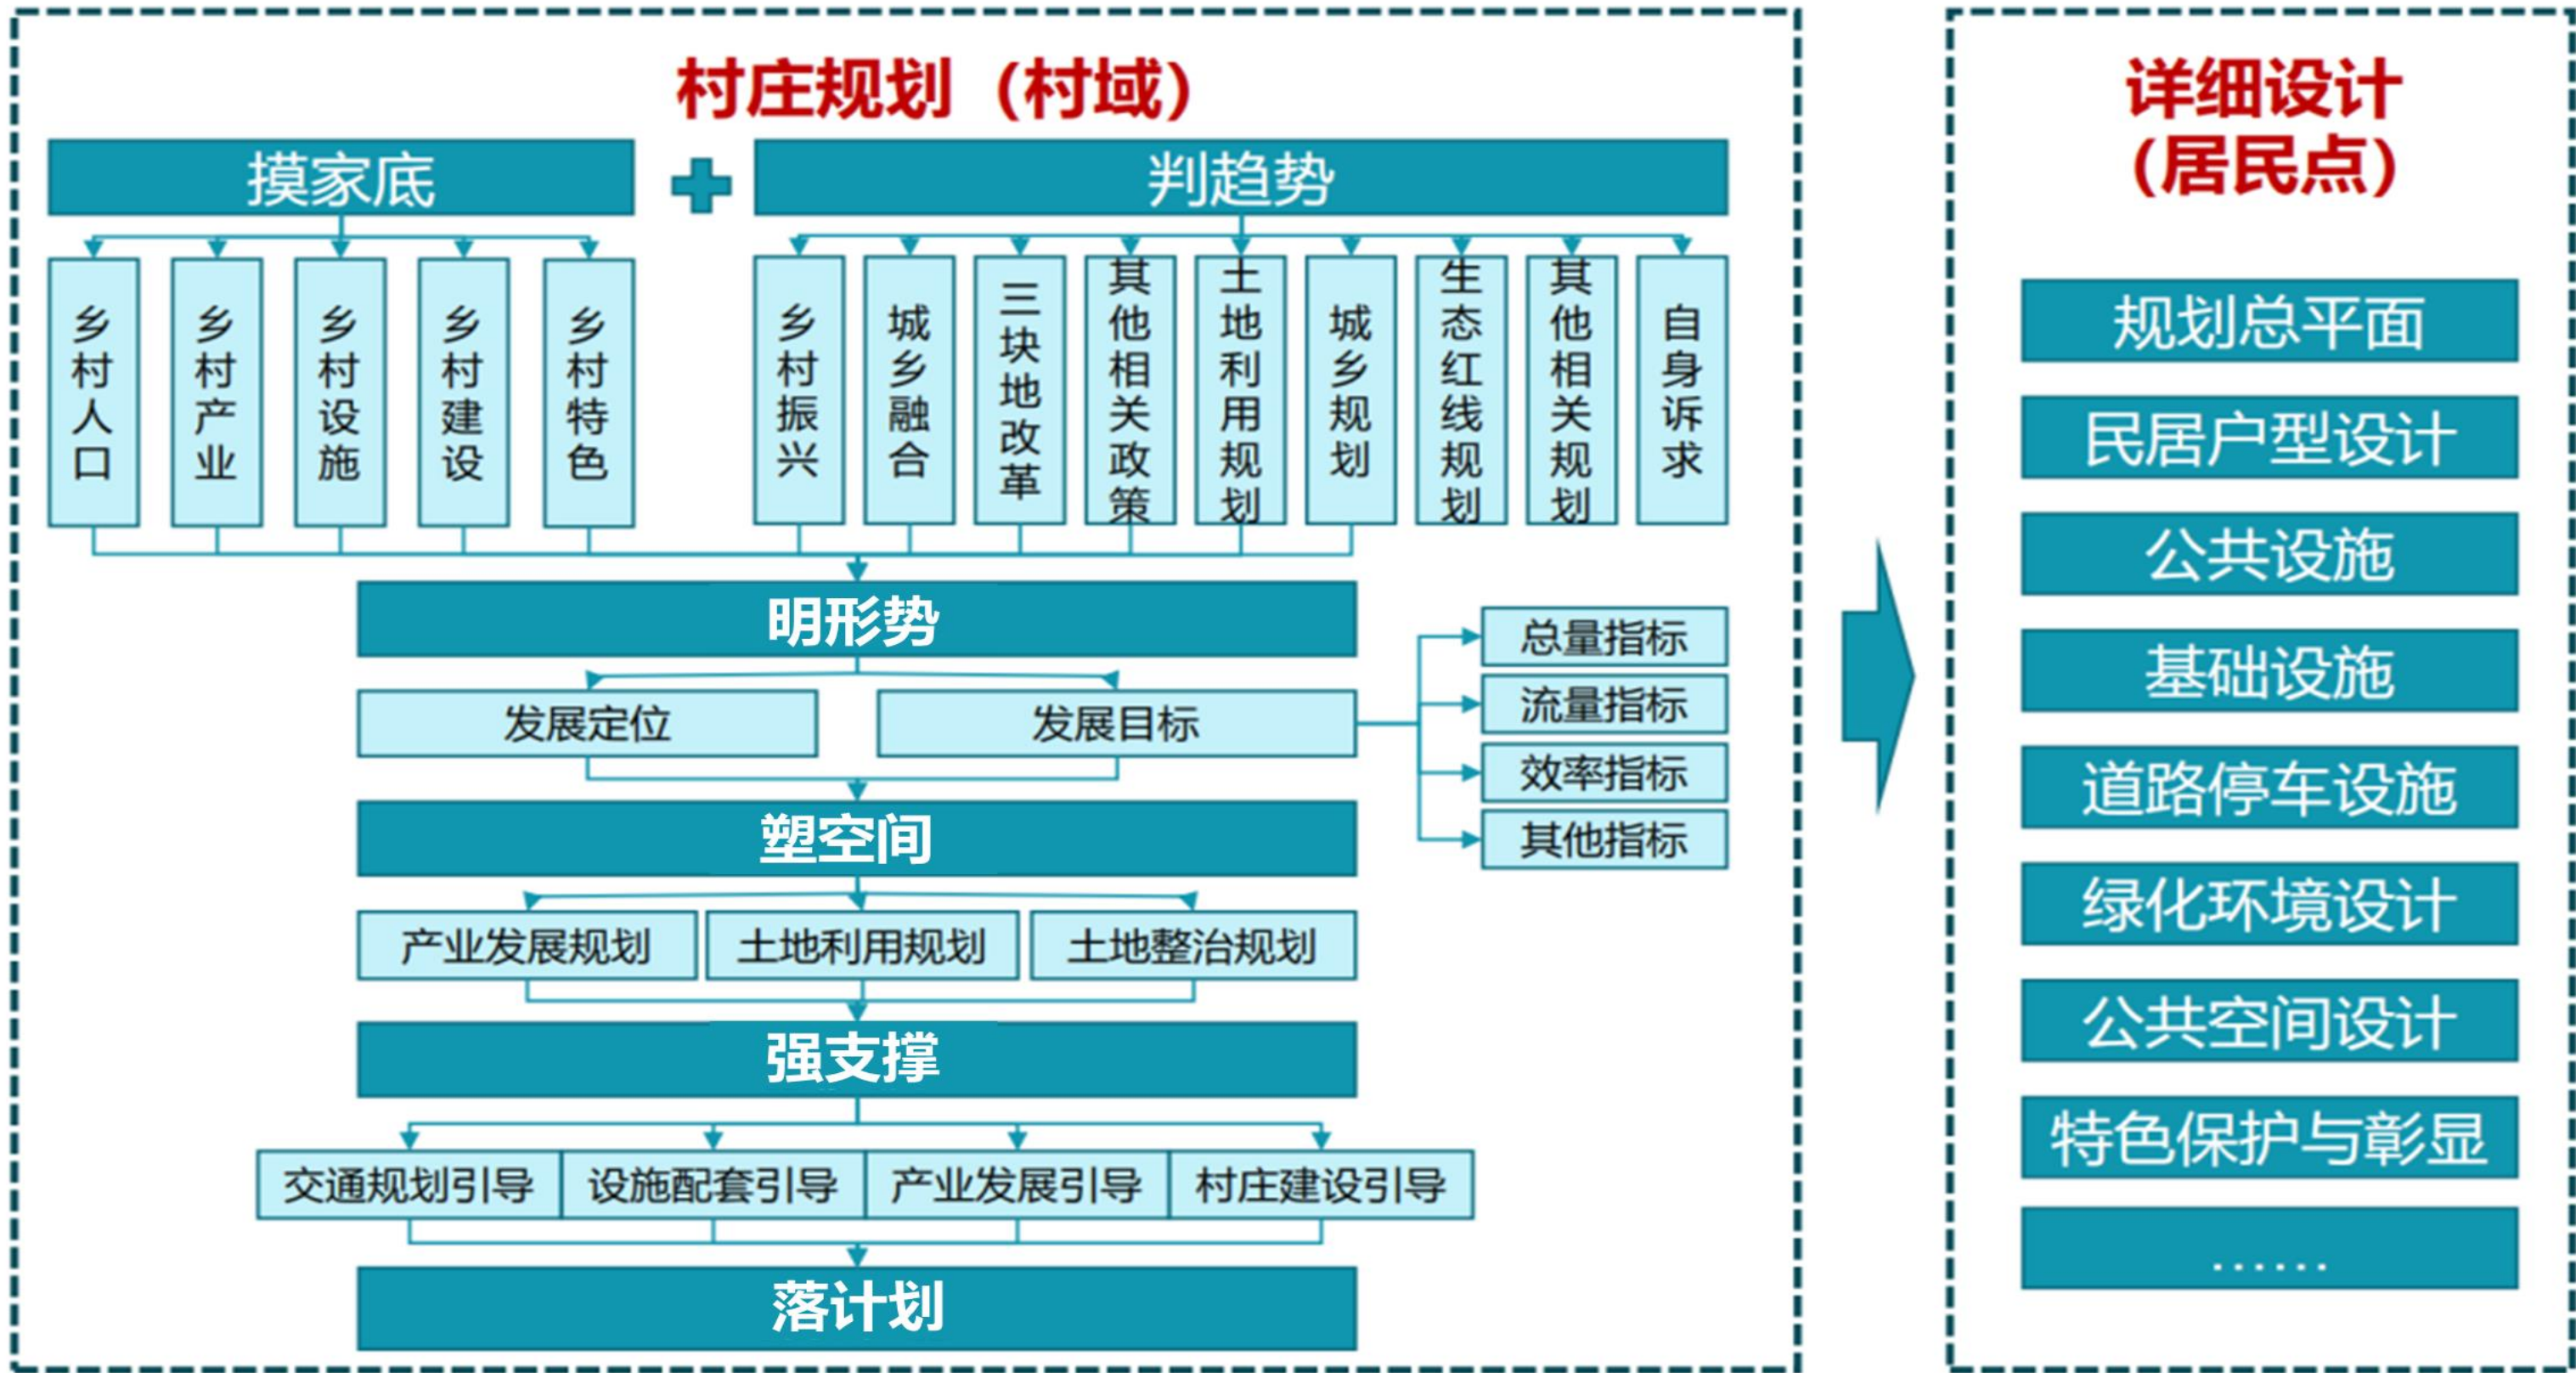 村庄规划（村域）
摸家底
判趋势
乡村人口
乡村产业
乡村设施
乡村建设
乡村特色
乡村振兴
城乡融合
三块地改革
其他相关政策
土地利用规划
城乡规划
生态红线规划
其他相关规划
自身诉求
明形势
发展定位
发展目标
总量指标
流量指标
效率指标
其他指标
塑空间
产业发展规划
土地利用规划
土地整治规划
强支撑
交通规划引导
设施配套引导
产业发展引导
村庄建设引导
落计划
详细设计
（居民点）
规划总平面
民居户型设计
公共设施
基础设施
道路停车设施
绿化环境设计
公共空间设计
特色保护与彰显
……